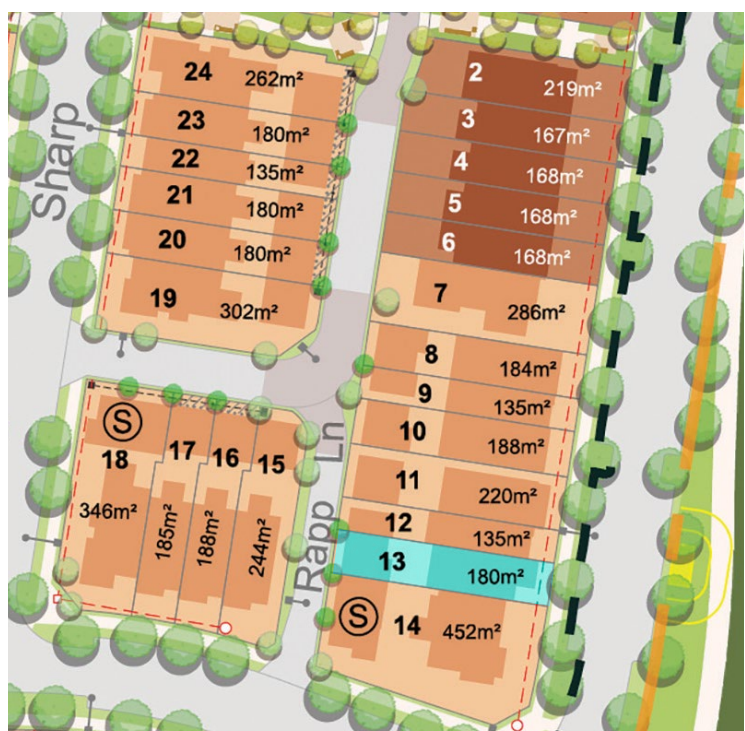 Sharp
24 262m²
23 180m²
22 135m²
21 180m²
20 180m²
19 302m²
2 219m²
3 167m²
4 168m²
5 168m²
6 168m²
7 286m²
8 184m²
9 135m²
10 188m²
11 220m²
12 135m²
13 180m²
S
14 452m²
S
18
346m²
17
185m²
16
188m²
15
244m²
Rapp Ln